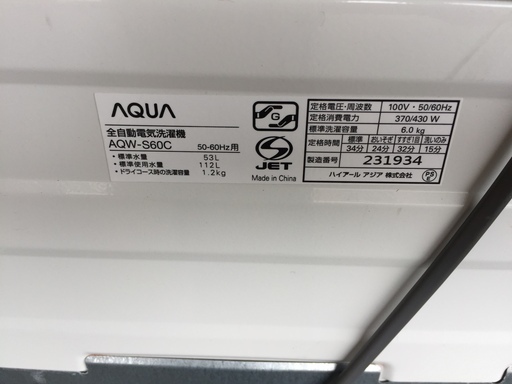 AQUA
全自動電気洗濯機
AQW-S60C 50-60Hz用
・標準水量 53L
・標準使用水量 112L
・ドライコース時の洗濯容量 1.2kg
G
S
JET
Made in China
定格電圧・周波数 100V・50/60Hz
定格消費電力 370/430 W
標準洗濯容量 6.0 kg
定格時間 標準 おいそぎ すすぎ1回 洗いのみ
34分 24分 32分 15分
製造番号 231934
ハイアール アジア 株式会社
PS
E